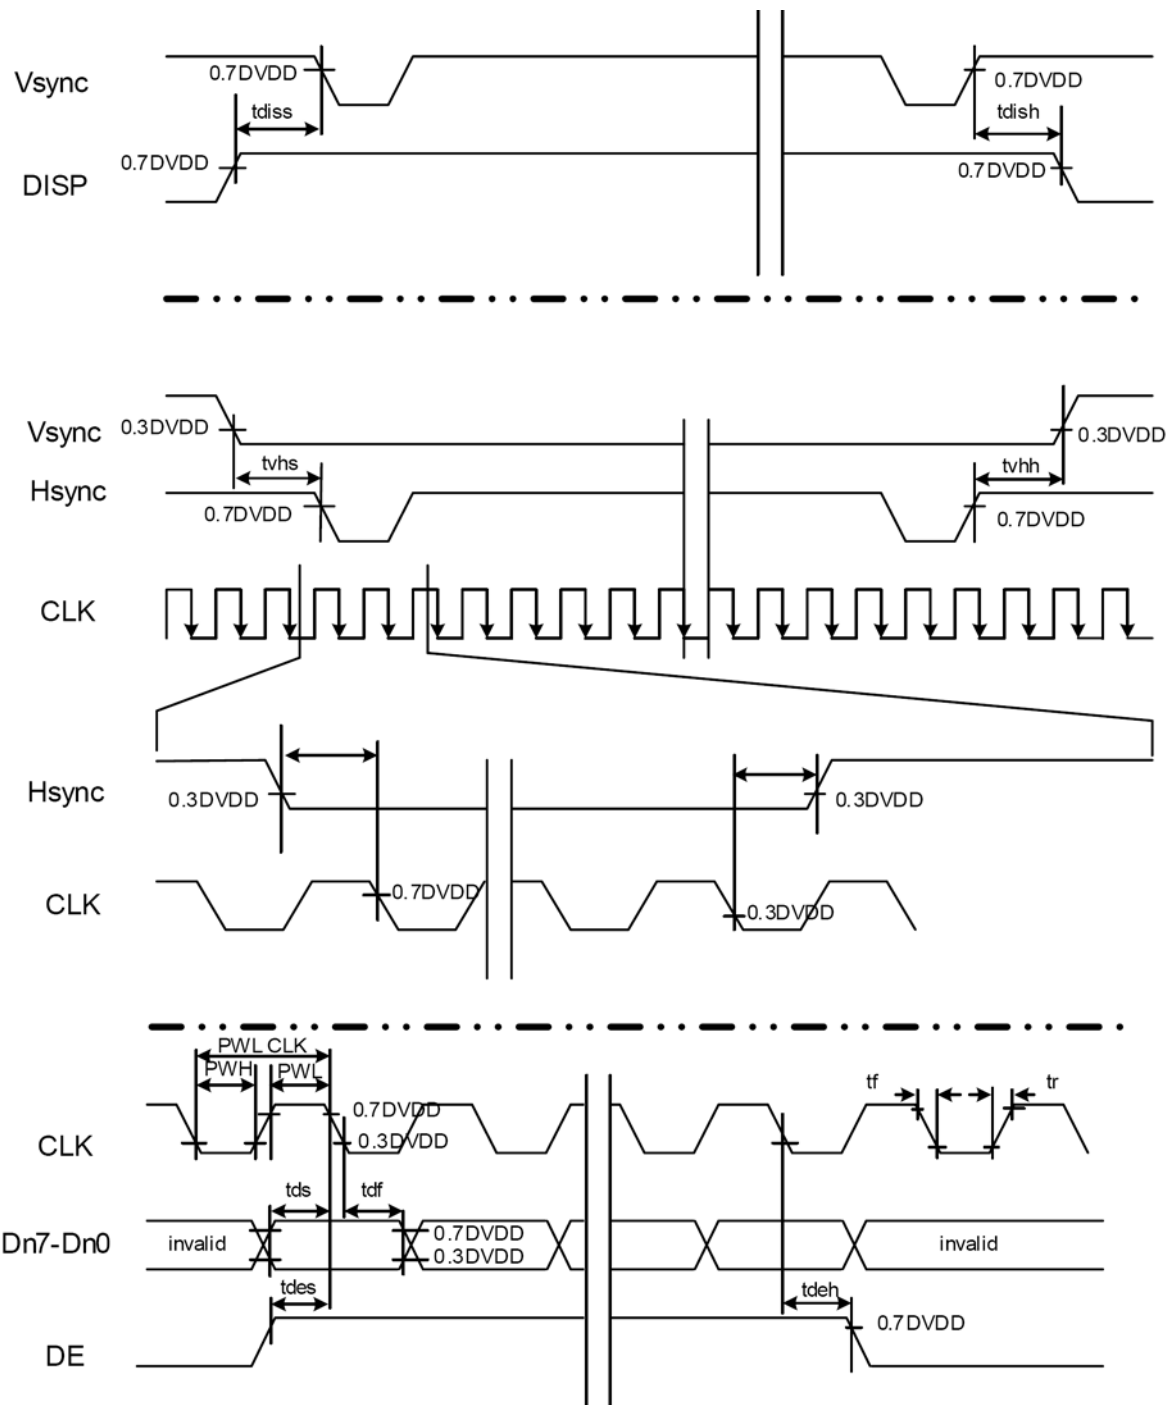 Vsync
0.7DVDD
0.7DVDD
tdiss
tdish
DISP
0.7DVDD
0.7DVDD
Vsync
0.3DVDD
0.3DVDD
tvhs
tvhh
Hsync
0.7DVDD
0.7DVDD
CLK
Hsync
0.3DVDD
0.3DVDD
CLK
0.7DVDD
0.3DVDD
PWL CLK
PWH
PWL
tf
tr
CLK
0.7DVDD
0.3DVDD
tds
tdf
Dn7-Dn0
invalid
0.7DVDD
0.3DVDD
invalid
tdes
tdeh
DE
0.7DVDD